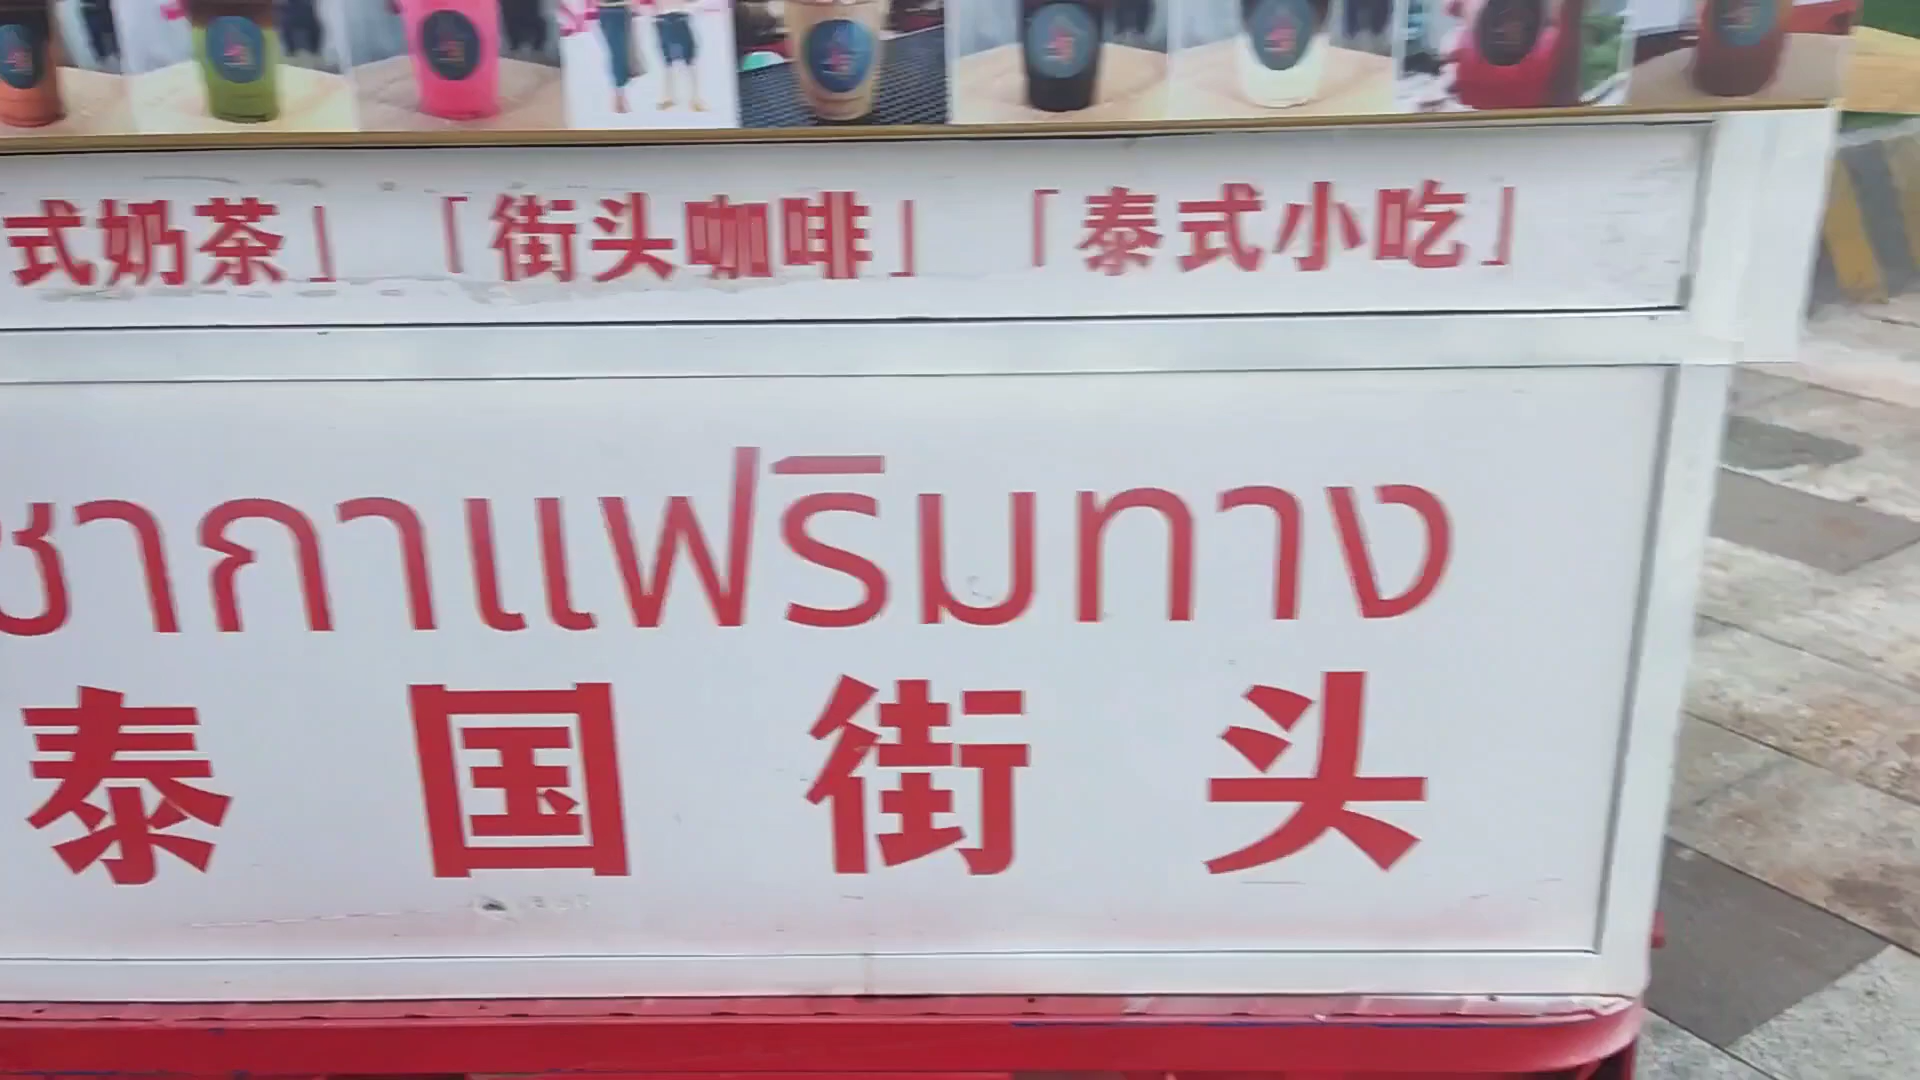 式奶茶」 「街头咖啡」 「泰式小吃」
ชากาแฟริมทาง
泰国街头